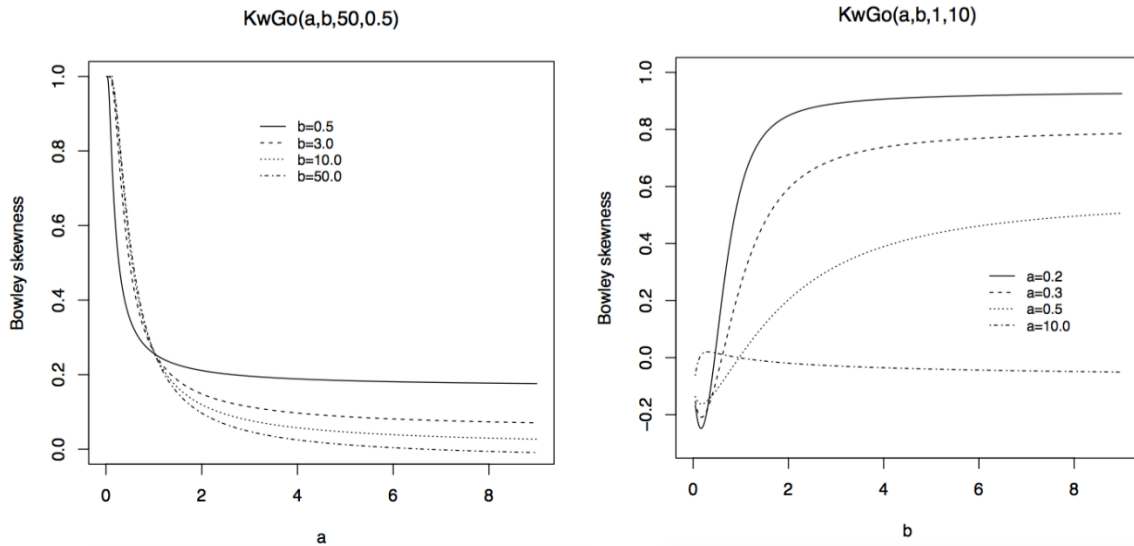 KwGo(a,b,50,0.5)
Bowley skewness
1.0
0.8
0.6
0.4
0.2
0.0
b=0.5
b=3.0
b=10.0
b=50.0
0 2 4 6 8
a
KwGo(a,b,1,10)
Bowley skewness
1.0
0.8
0.6
0.4
0.2
0.0
−0.2
a=0.2
a=0.3
a=0.5
a=10.0
0 2 4 6 8
b